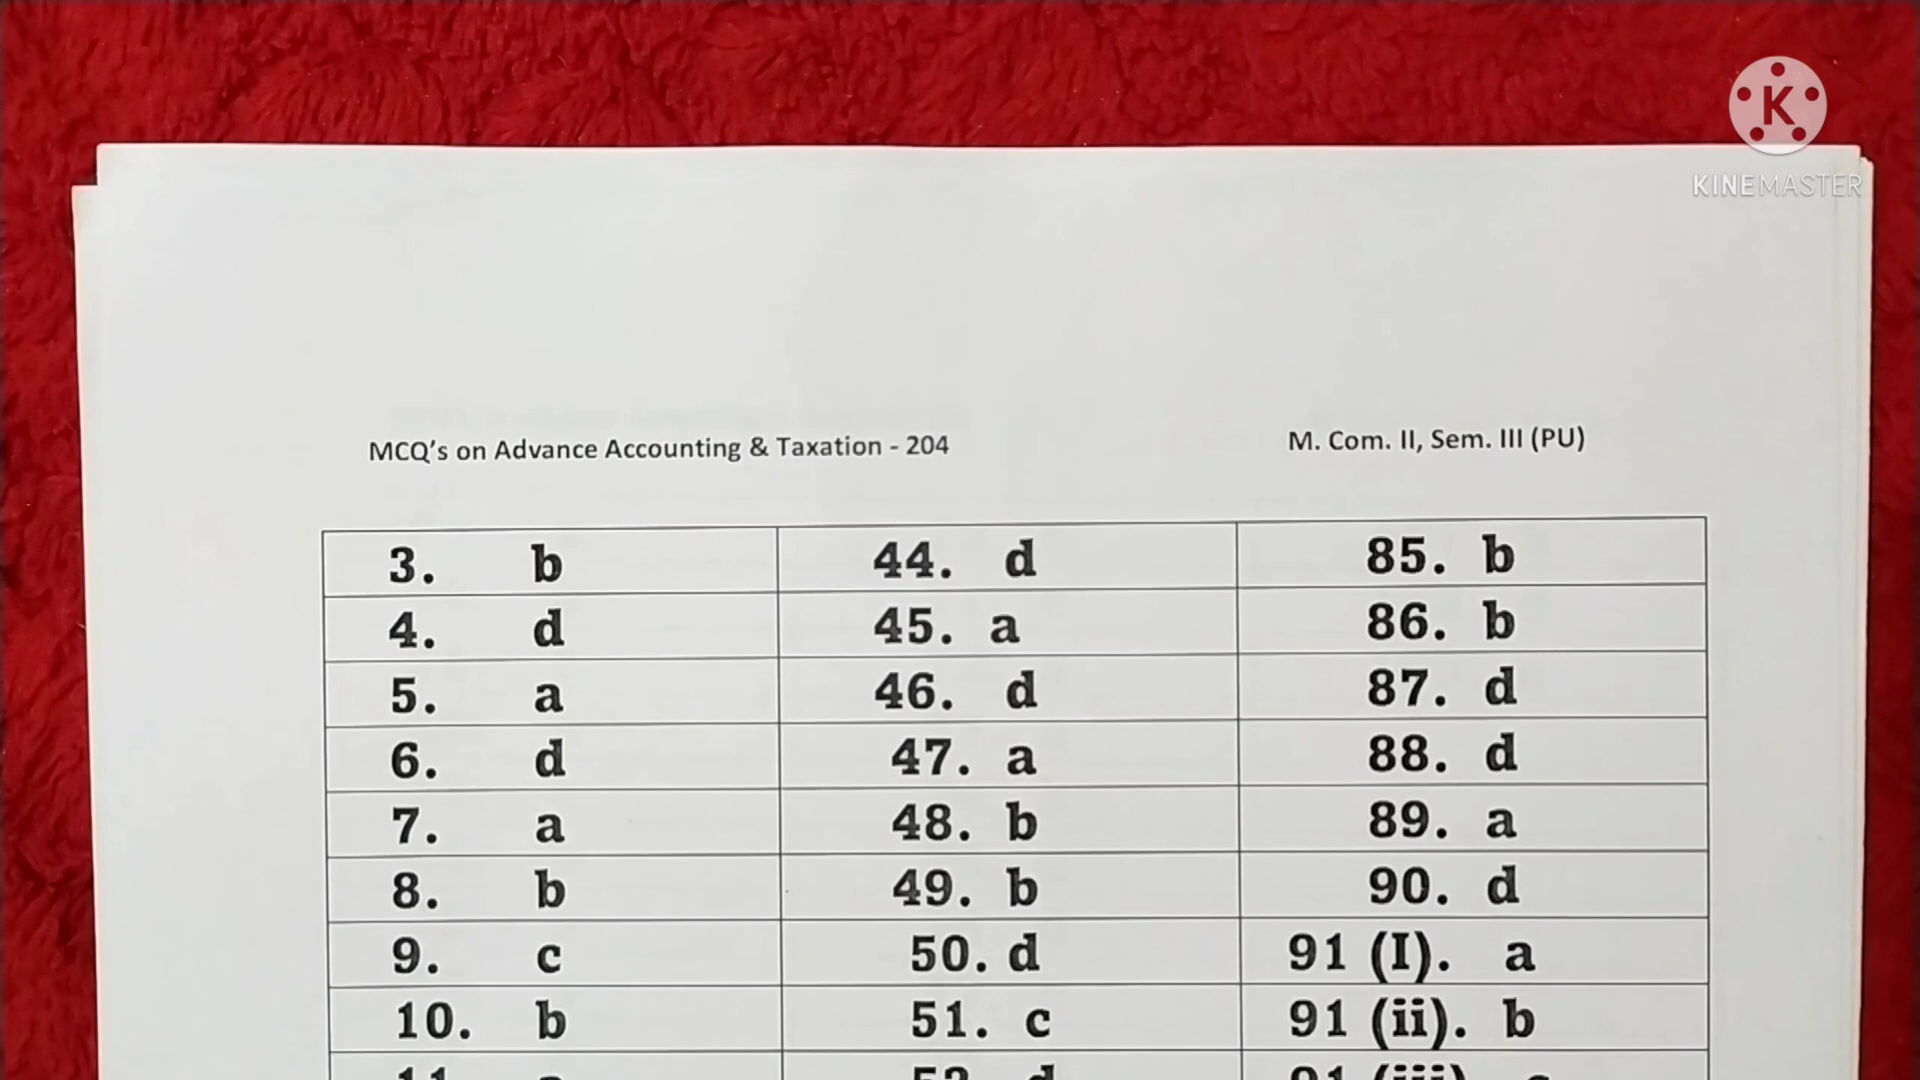 K
KINEMASTER
MCQ's on Advance Accounting & Taxation - 204 M. Com. II, Sem. III (PU)
3. b 44. d 85. b
4. d 45. a 86. b
5. a 46. d 87. d
6. d 47. a 88. d
7. a 48. b 89. a
8. b 49. b 90. d
9. c 50. d 91 (I). a
10. b 51. c 91 (ii). b